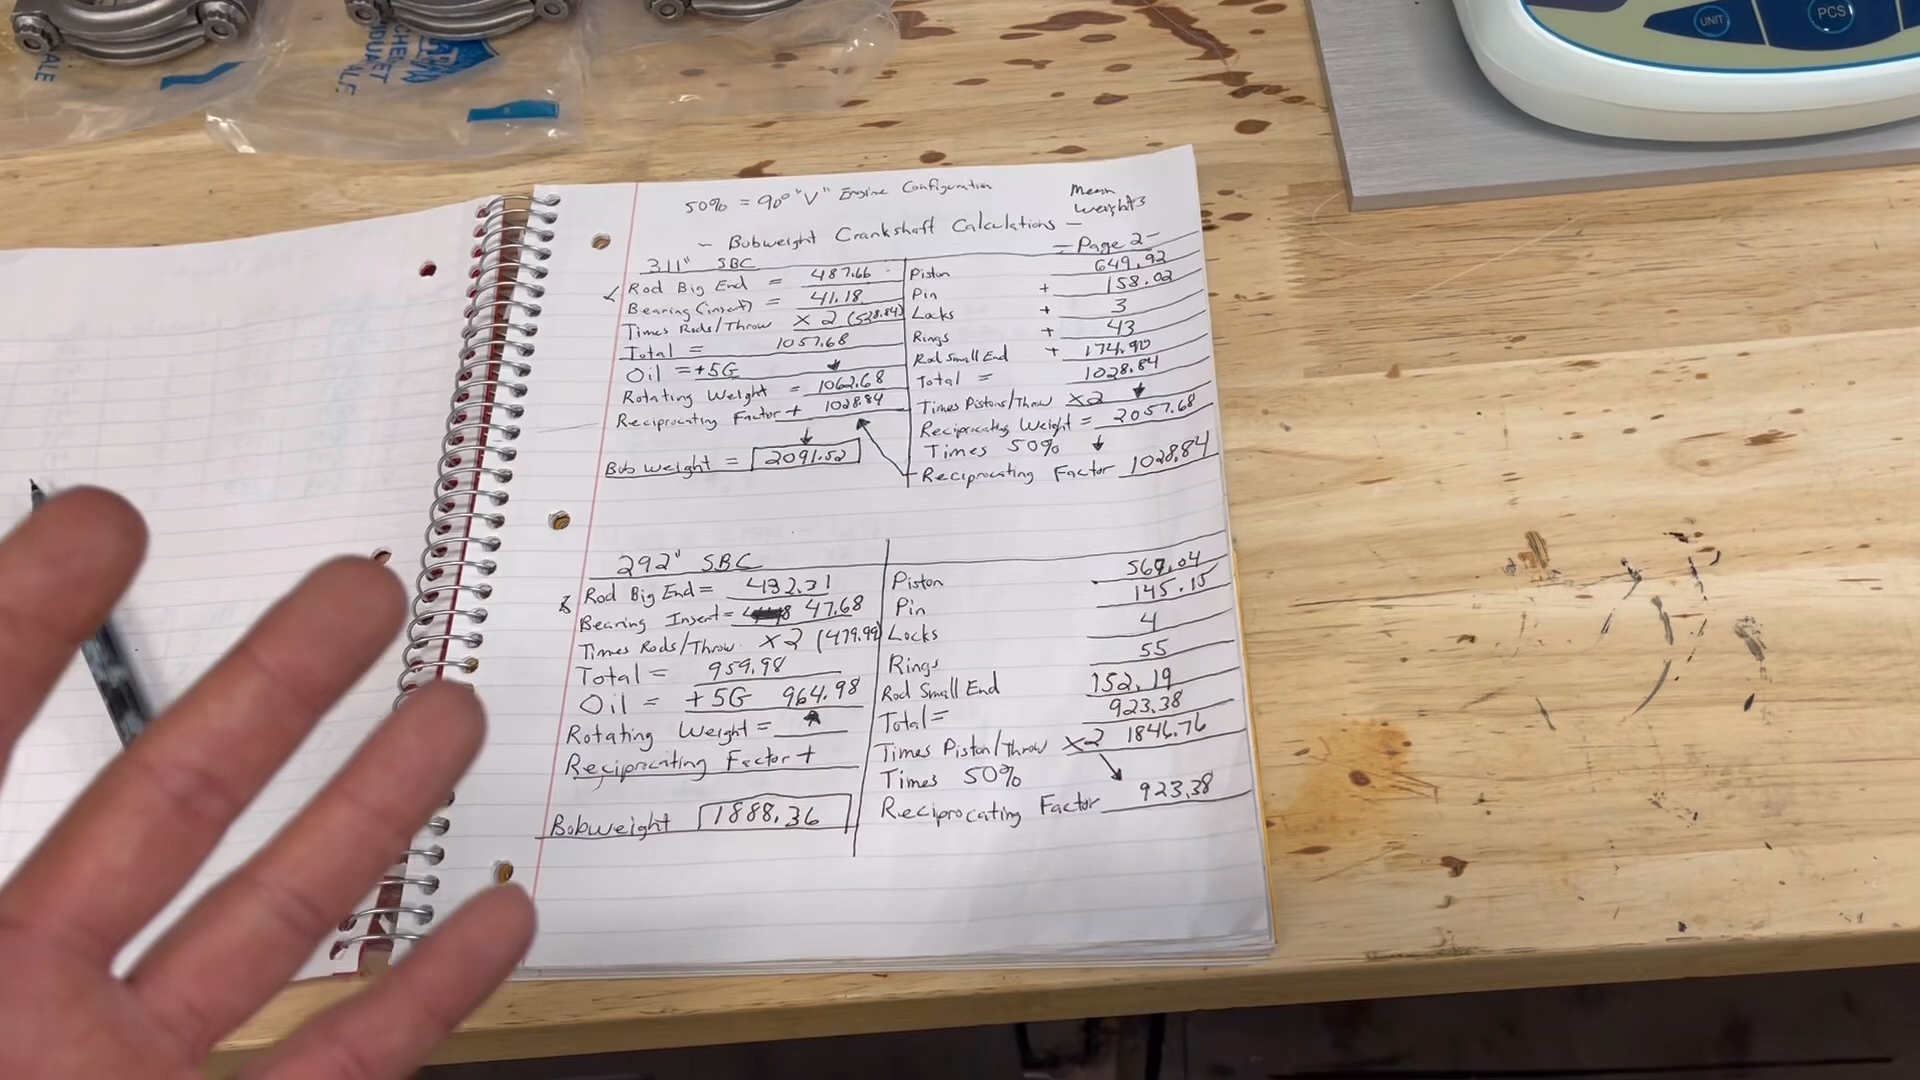 UNIT
PCS
50% = 90° "V" Engine Configuration
Mean
Weights
- Bobweight Crankshaft Calculations -
= Page 2 -
311" SBC
Rod Big End = 487.66
Bearing (insert) = 41.18
Times Rods/Throw X 2 (528.84)
Total = 1057.68
Oil = +5G
Rotating Weight = 1062.68
Reciprocating Factor + 1028.84
Bob weight = 2091.52
Piston 649.92
Pin + 158.02
Locks + 3
Rings + 43
Rod Small End + 174.90
Total = 1028.84
Times Pistons/Throw X2
Reciprocating Weight = 2057.68
Times 50%
Reciprocating Factor 1028.84
292" SBC
Rod Big End = 432.31
Bearing Insert = 47.68
Times Rods/Throw X2 (479.99)
Total = 959.98
Oil = +5G 964.98
Rotating Weight =
Reciprocating Factor +
Bobweight 1888.36
Piston 567.04
Pin 145.15
Locks 4
Rings 55
Rod Small End 152.19
Total = 923.38
Times Piston/Throw X2 1846.76
Times 50%
Reciprocating Factor 923.38